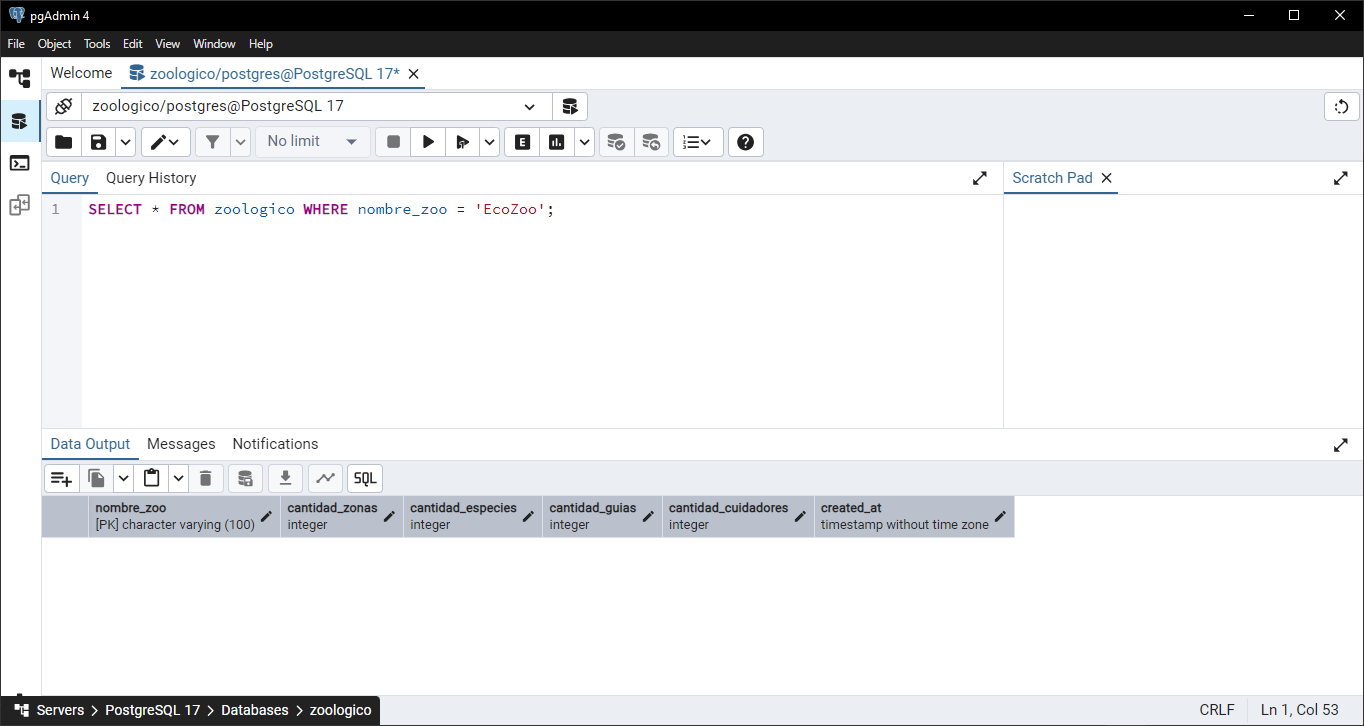 pgAdmin 4
File Object Tools Edit View Window Help
Welcome zoologico/postgres@PostgreSQL 17*
zoologico/postgres@PostgreSQL 17
No limit E
Query Query History Scratch Pad
1 SELECT * FROM zoologico WHERE nombre_zoo = 'EcoZoo';
Data Output Messages Notifications
SQL
nombre_zoo cantidad_zonas cantidad_especies cantidad_guias cantidad_cuidadores created_at
[PK] character varying (100) integer integer integer integer timestamp without time zone
Servers > PostgreSQL 17 > Databases > zoologico CRLF Ln 1, Col 53